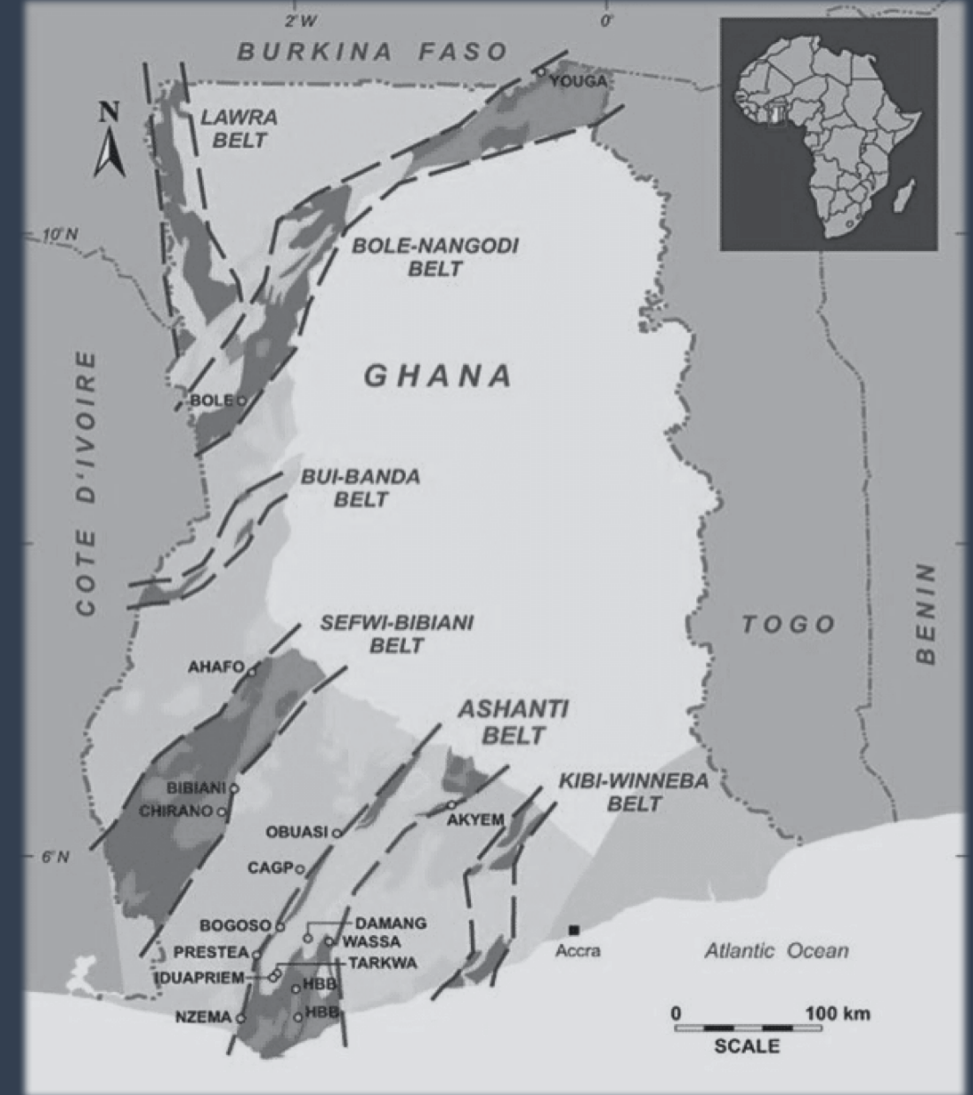 2° W
0°
BURKINA FASO
YOUGA
N
LAWRA
BELT
10° N
BOLE-NANGODI
BELT
GHANA
BOLE
COTE D'IVOIRE
BUI-BANDA
BELT
SEFWI-BIBIANI
BELT
TOGO
BENIN
AHAFO
ASHANTI
BELT
KIBI-WINNEBA
BELT
BIBIANI
CHIRANO
AKYEM
OBUASI
6° N
CAGP
BOGOSO
DAMANG
WASSA
PRESTEA
TARKWA
IDUAPRIEM
HBB
NZEMA
HBB
Accra
Atlantic Ocean
0 100 km
SCALE